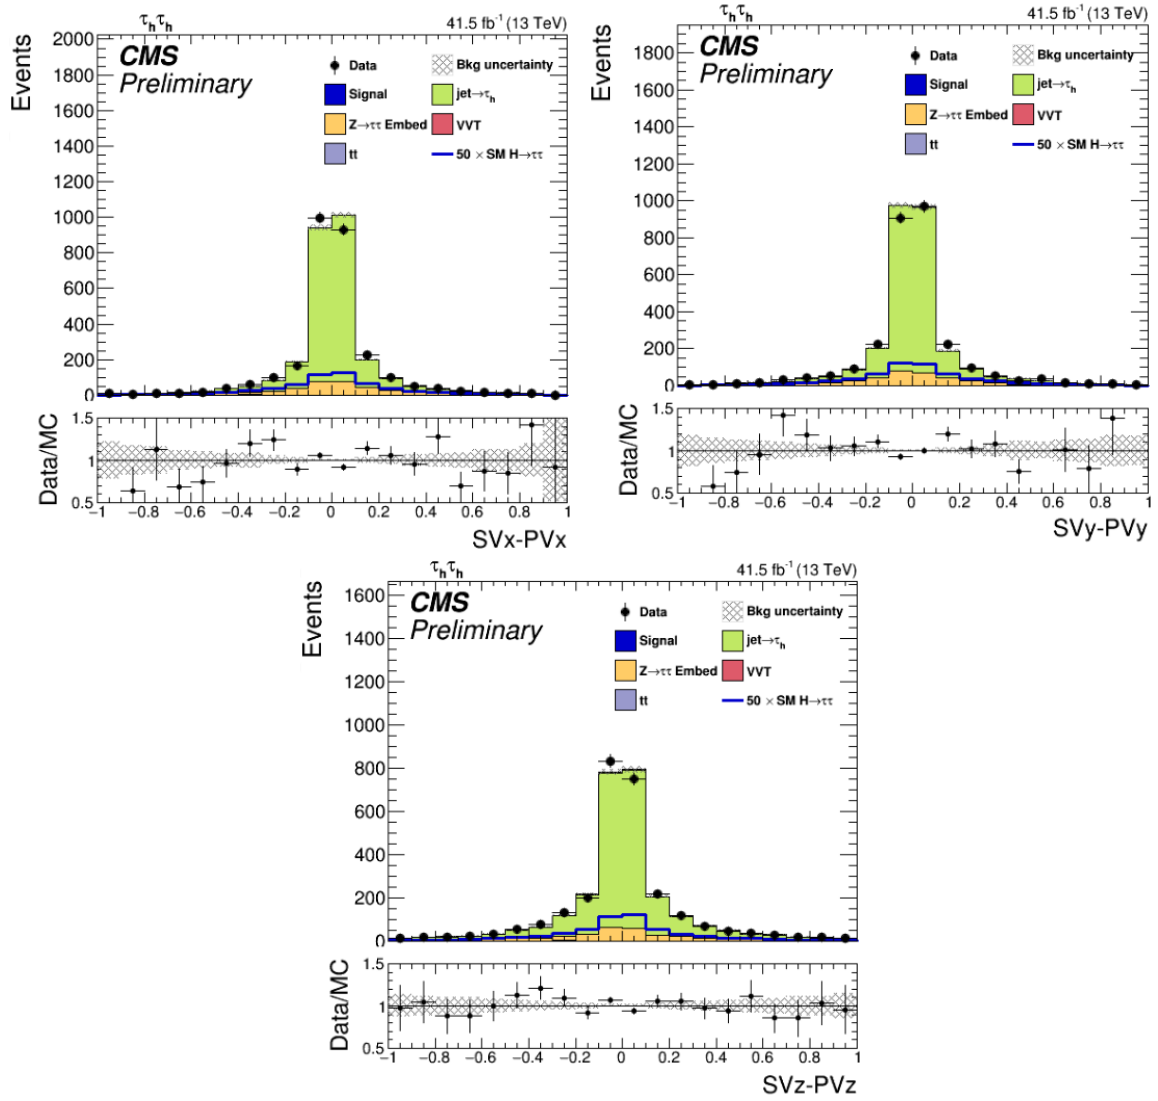 τhτh
41.5 fb⁻¹ (13 TeV)
Events
CMS
Preliminary
Data
Bkg uncertainty
Signal
jet→τh
Z→ττ Embed
VVT
tt
50 × SM H→ττ
2000
1800
1600
1400
1200
1000
800
600
400
200
0
Data/MC
1.5
1
0.5
−1 −0.8 −0.6 −0.4 −0.2 0 0.2 0.4 0.6 0.8 1
SVx-PVx
τhτh
41.5 fb⁻¹ (13 TeV)
Events
CMS
Preliminary
Data
Bkg uncertainty
Signal
jet→τh
Z→ττ Embed
VVT
tt
50 × SM H→ττ
1800
1600
1400
1200
1000
800
600
400
200
0
Data/MC
1.5
1
0.5
−1 −0.8 −0.6 −0.4 −0.2 0 0.2 0.4 0.6 0.8 1
SVy-PVy
τhτh
41.5 fb⁻¹ (13 TeV)
Events
CMS
Preliminary
Data
Bkg uncertainty
Signal
jet→τh
Z→ττ Embed
VVT
tt
50 × SM H→ττ
1600
1400
1200
1000
800
600
400
200
0
Data/MC
1.5
1
0.5
−1 −0.8 −0.6 −0.4 −0.2 0 0.2 0.4 0.6 0.8 1
SVz-PVz